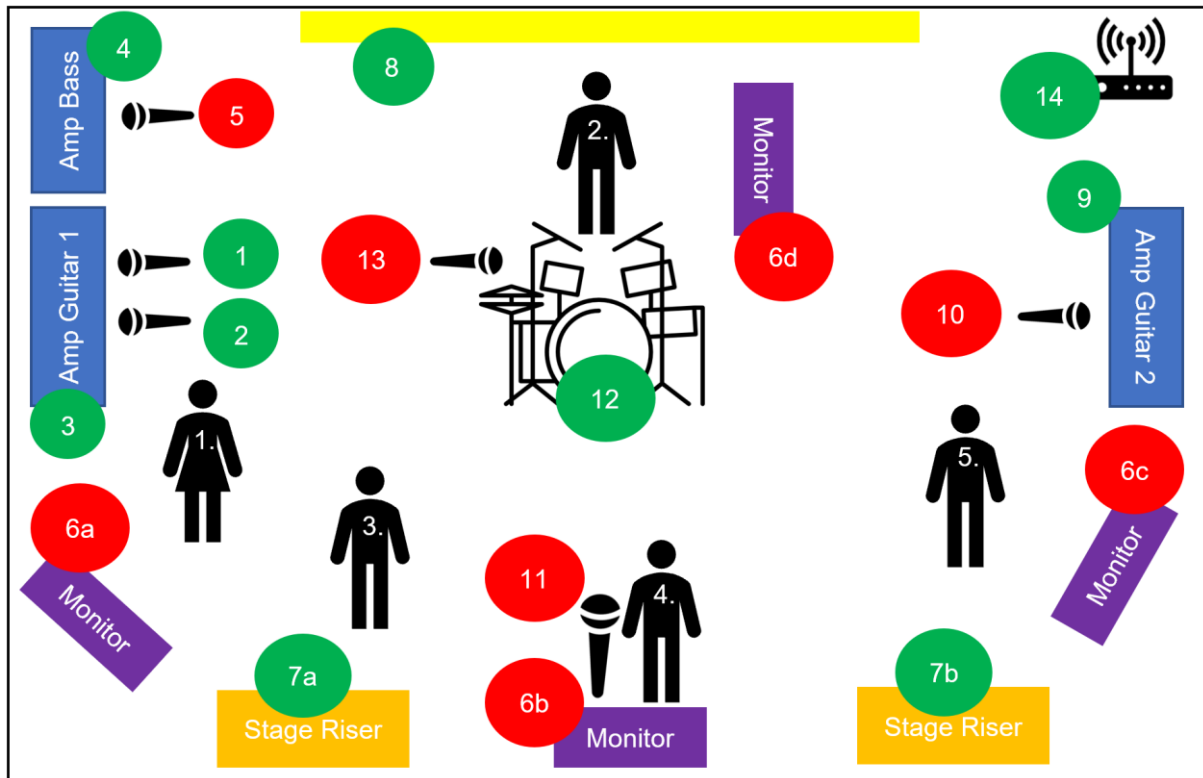 4
Amp Bass
5
8
2.
Monitor
14
9
Amp Guitar 1
1
13
6d
2
10
Amp Guitar 2
12
3
1.
5.
6c
6a
3.
Monitor
11
4.
Monitor
7a
7b
6b
Stage Riser
Monitor
Stage Riser